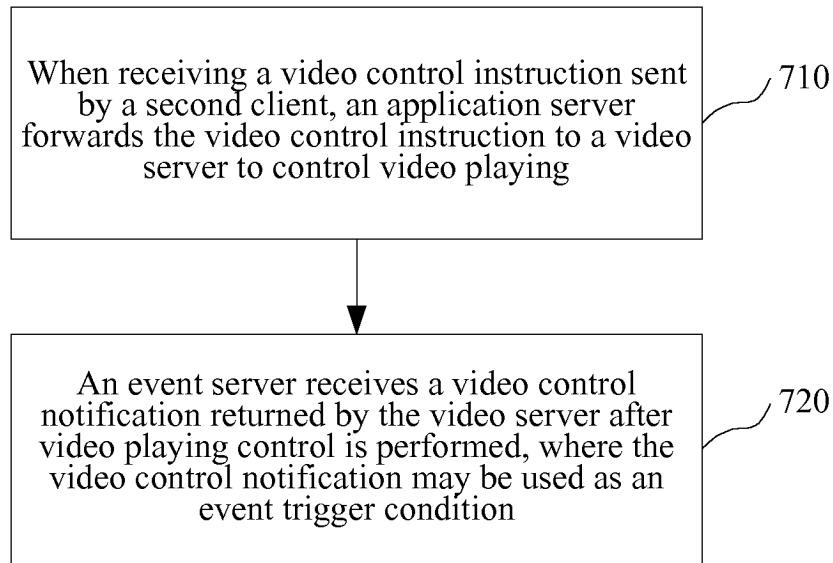 When receiving a video control instruction sent
by a second client, an application server
forwards the video control instruction to a video
server to control video playing
710
An event server receives a video control
notification returned by the video server after
video playing control is performed, where the
video control notification may be used as an
event trigger condition
720